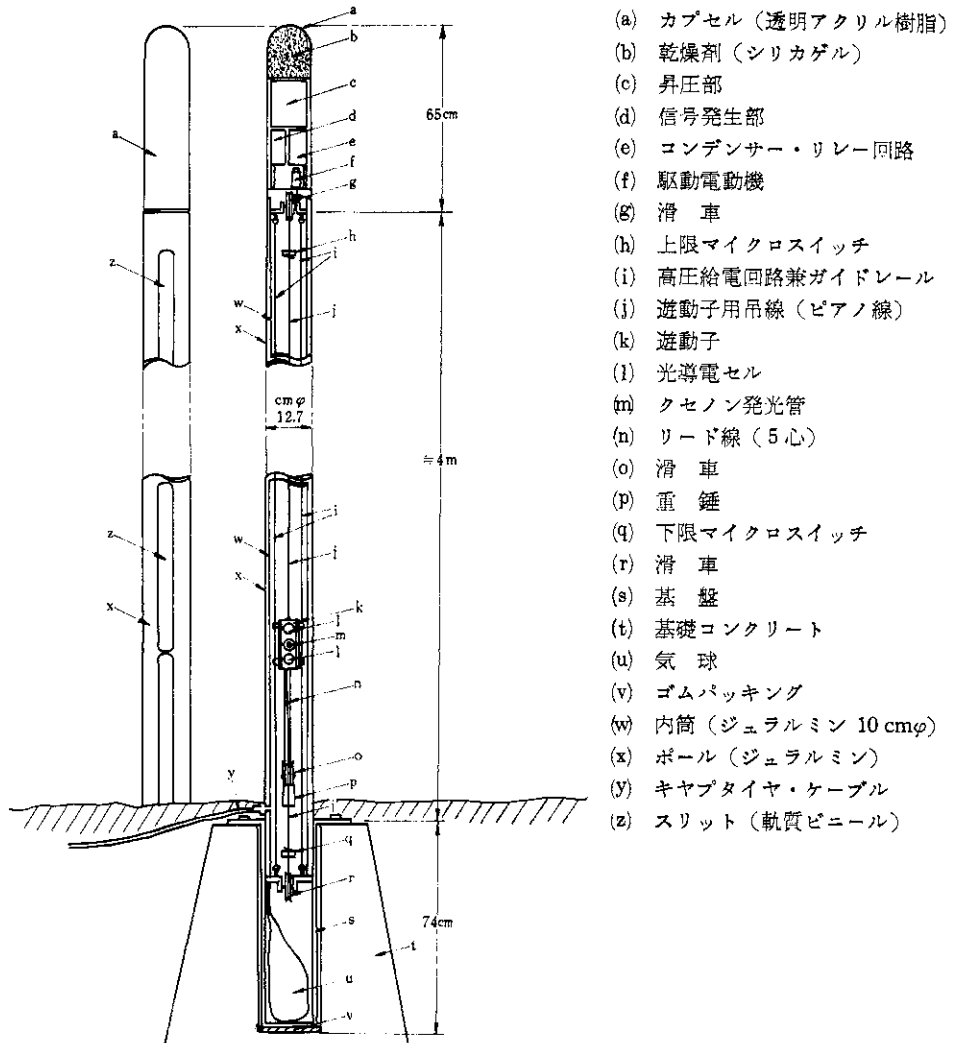 a
b
c
d
e
f
g
h
i
w
x
j
a
z
65cm
cmφ
12.7
≒4m
i
w
j
x
z
x
k
l
m
l
n
o
p
y
q
r
s
t
u
v
74cm
(a) カプセル（透明アクリル樹脂）
(b) 乾燥剤（シリカゲル）
(c) 昇圧部
(d) 信号発生部
(e) コンデンサー・リレー回路
(f) 駆動電動機
(g) 滑 車
(h) 上限マイクロスイッチ
(i) 高圧給電回路兼ガイドレール
(j) 遊動子用吊線（ピアノ線）
(k) 遊動子
(l) 光導電セル
(m) クセノン発光管
(n) リード線（5心）
(o) 滑 車
(p) 重 錘
(q) 下限マイクロスイッチ
(r) 滑 車
(s) 基 盤
(t) 基礎コンクリート
(u) 気 球
(v) ゴムパッキング
(w) 内筒（ジュラルミン 10 cmφ）
(x) ポール（ジュラルミン）
(y) キヤプタイヤ・ケーブル
(z) スリット（軌質ビニール）